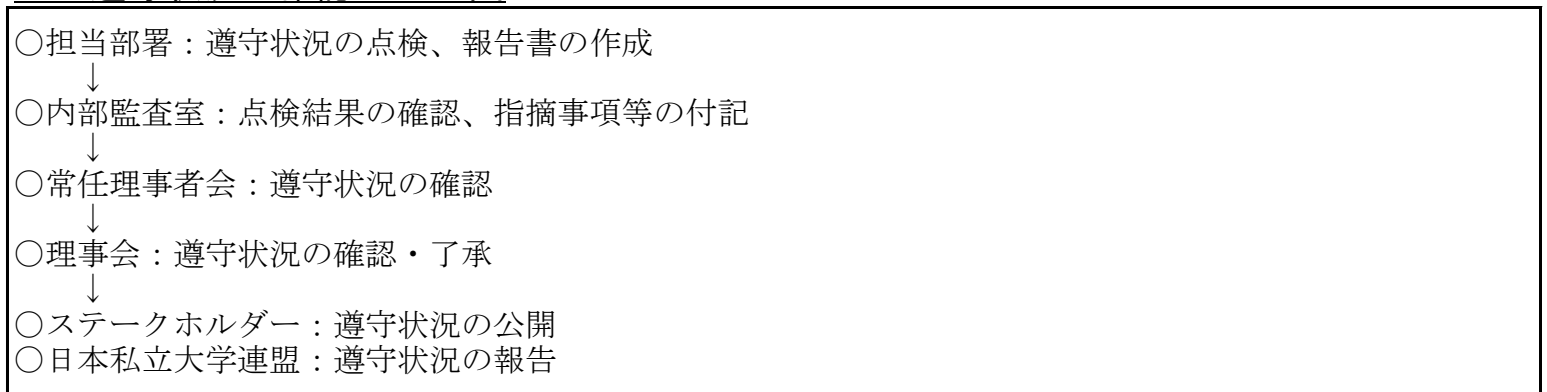 ○担当部署：遵守状況の点検、報告書の作成
↓
○内部監査室：点検結果の確認、指摘事項等の付記
↓
○常任理事者会：遵守状況の確認
↓
○理事会：遵守状況の確認・了承
↓
○ステークホルダー：遵守状況の公開
○日本私立大学連盟：遵守状況の報告